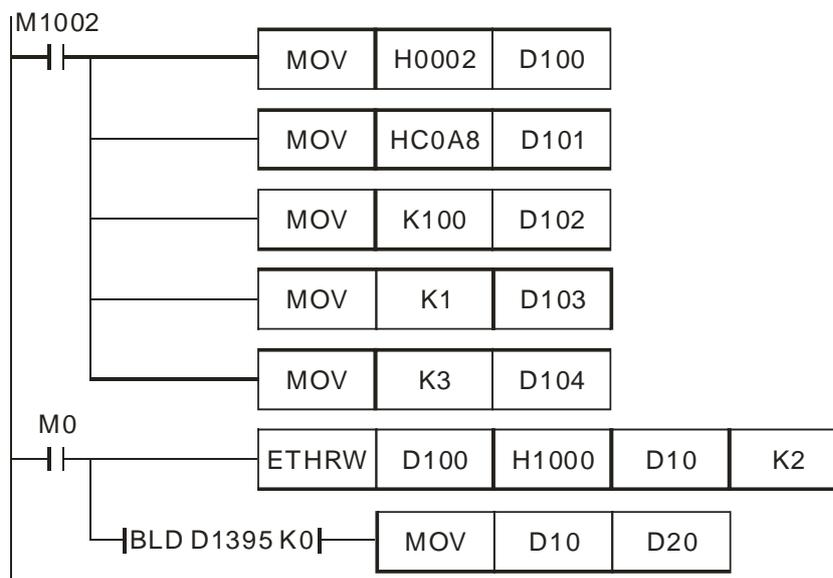 M1002
MOV H0002 D100
MOV HC0A8 D101
MOV K100 D102
MOV K1 D103
MOV K3 D104
M0
ETHRW D100 H1000 D10 K2
BLD D1395 K0 MOV D10 D20